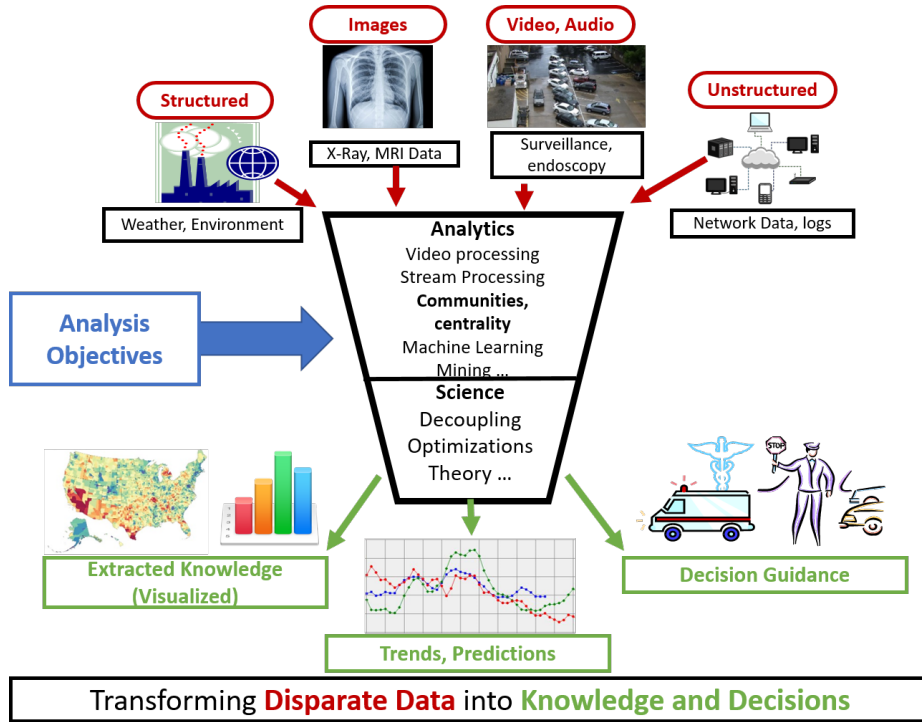 Images
Video, Audio
Structured
Unstructured
X-Ray, MRI Data
Surveillance,
endoscopy
Weather, Environment
Network Data, logs
Analytics
Video processing
Stream Processing
Communities,
centrality
Machine Learning
Mining ...
Analysis
Objectives
Science
Decoupling
Optimizations
Theory ...
STOP
Extracted Knowledge
(Visualized)
Decision Guidance
Trends, Predictions
Transforming Disparate Data into Knowledge and Decisions